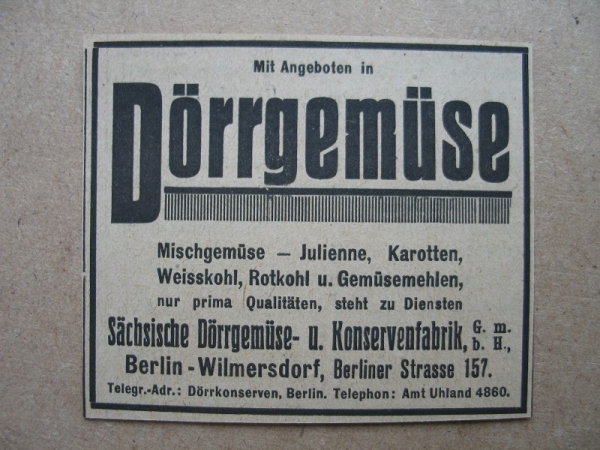 Mit Angeboten in
Dörrgemüse
Mischgemüse — Julienne, Karotten,
Weisskohl, Rotkohl u. Gemüsemehlen,
nur prima Qualitäten, steht zu Diensten
Sächsische Dörrgemüse- u. Konservenfabrik, G. m. b. H.,
Berlin-Wilmersdorf, Berliner Strasse 157.
Telegr.-Adr.: Dörrkonserven, Berlin. Telephon: Amt Uhland 4860.